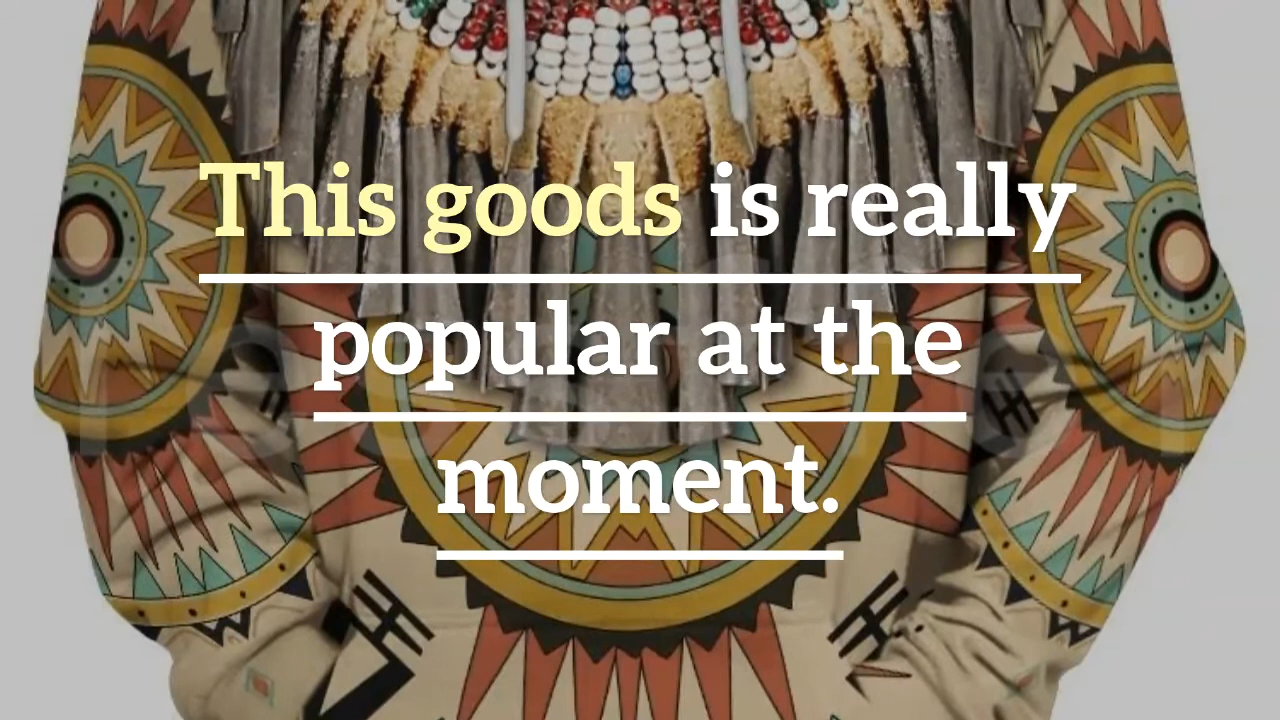 This goods is really
popular at the
moment.